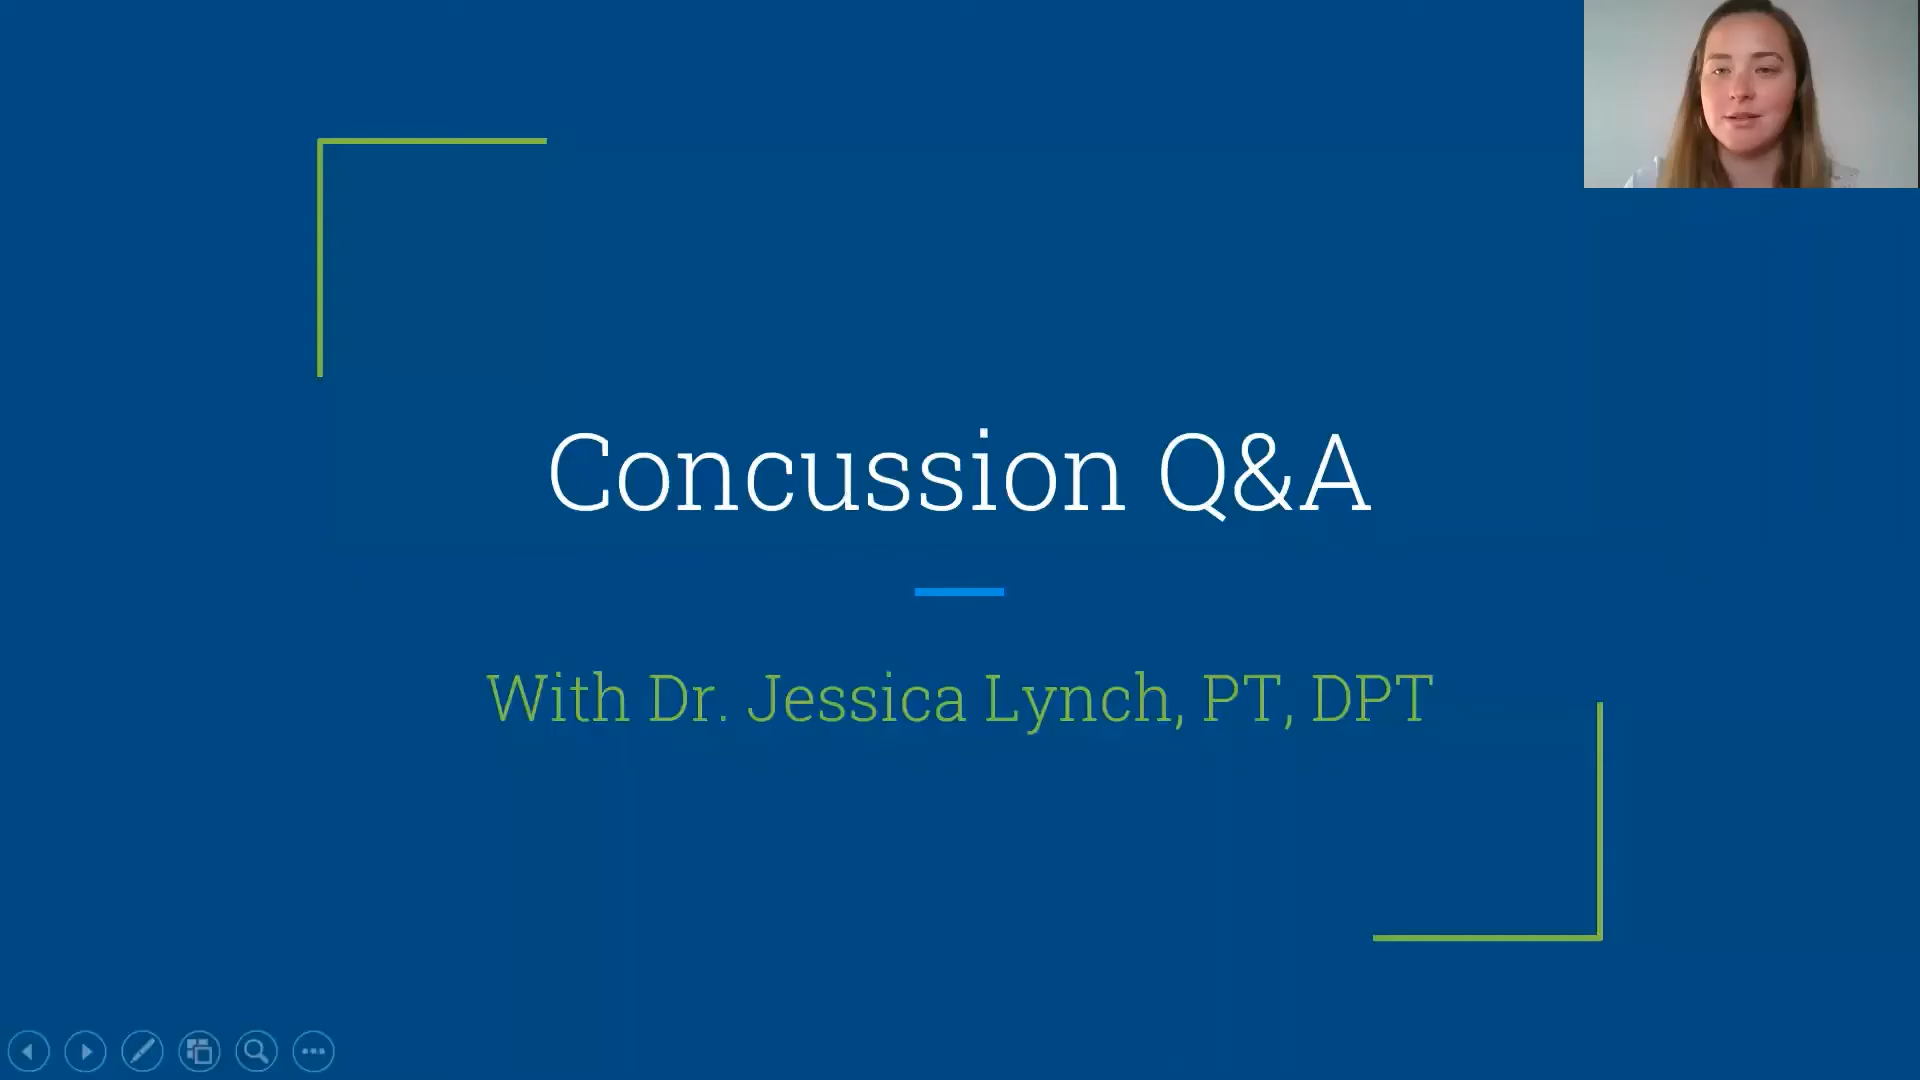 Concussion Q&A
With Dr. Jessica Lynch, PT, DPT